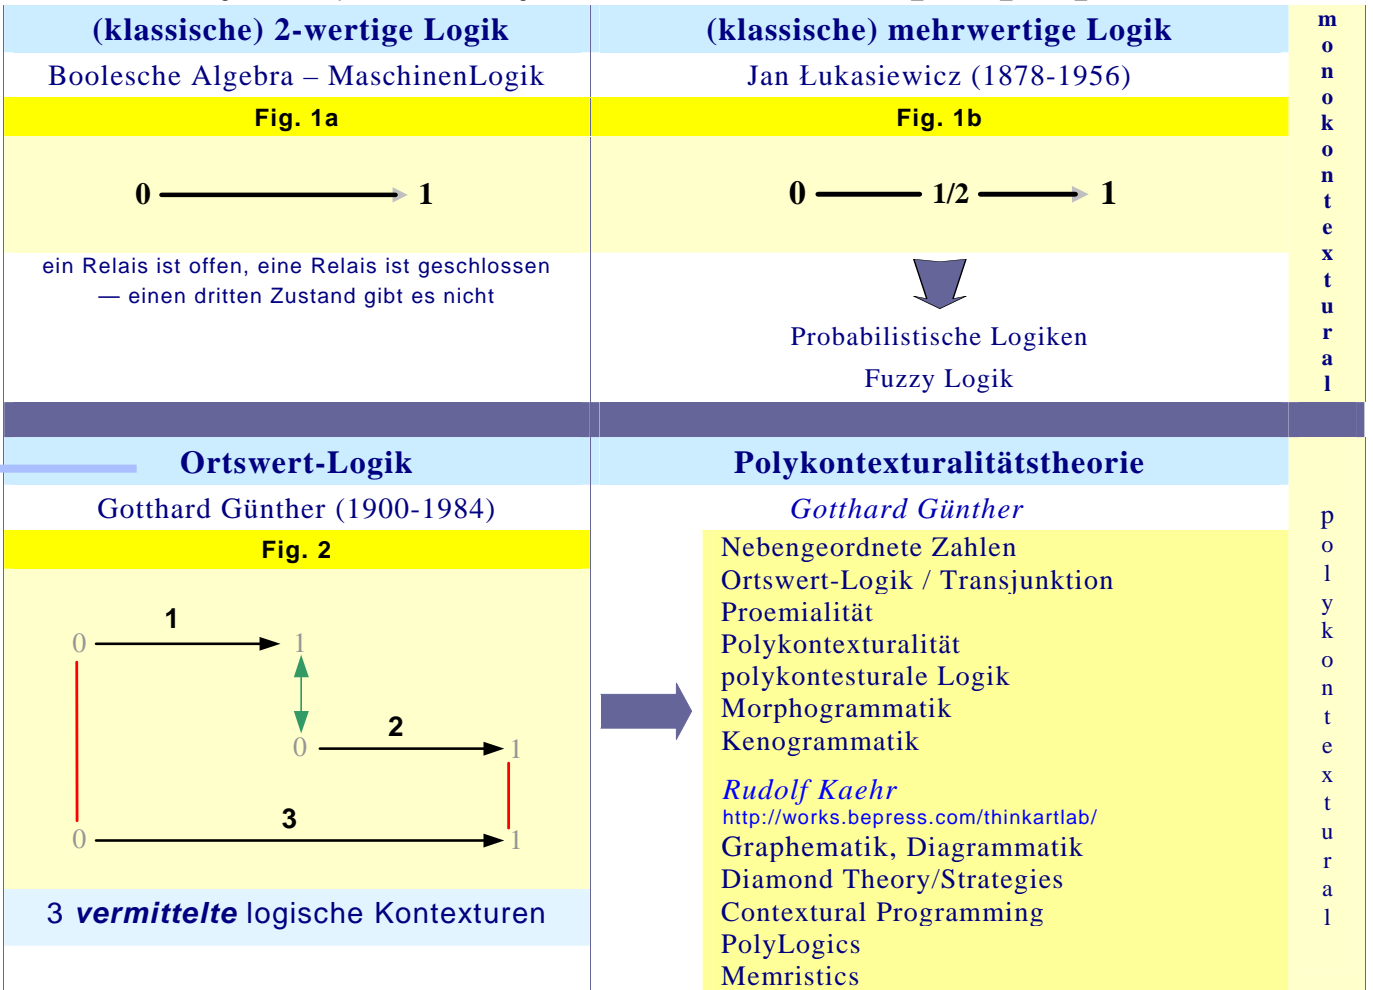 (klassische) 2-wertige Logik
Boolesche Algebra – MaschinenLogik
Fig. 1a
0 1
ein Relais ist offen, eine Relais ist geschlossen
— einen dritten Zustand gibt es nicht
(klassische) mehrwertige Logik
Jan Łukasiewicz (1878-1956)
Fig. 1b
0 1/2 1
Probabilistische Logiken
Fuzzy Logik
monokontextural
Ortswert-Logik
Gotthard Günther (1900-1984)
Fig. 2
1
0 1
2
0 1
3
0 1
3 vermittelte logische Kontexturen
Polykontexturalitätstheorie
Gotthard Günther
Nebengeordnete Zahlen
Ortswert-Logik / Transjunktion
Proemialität
Polykontexturalität
polykontesturale Logik
Morphogrammatik
Kenogrammatik
Rudolf Kaehr
http://works.bepress.com/thinkartlab/
Graphematik, Diagrammatik
Diamond Theory/Strategies
Contextural Programming
PolyLogics
Memristics
polykontextural